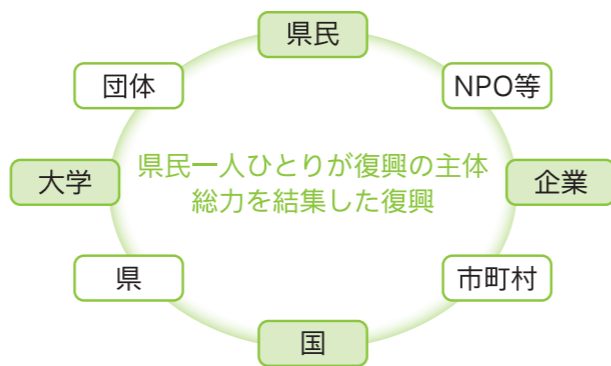 県民
団体
NPO等
県民一人ひとりが復興の主体
総力を結集した復興
大学
企業
県
市町村
国